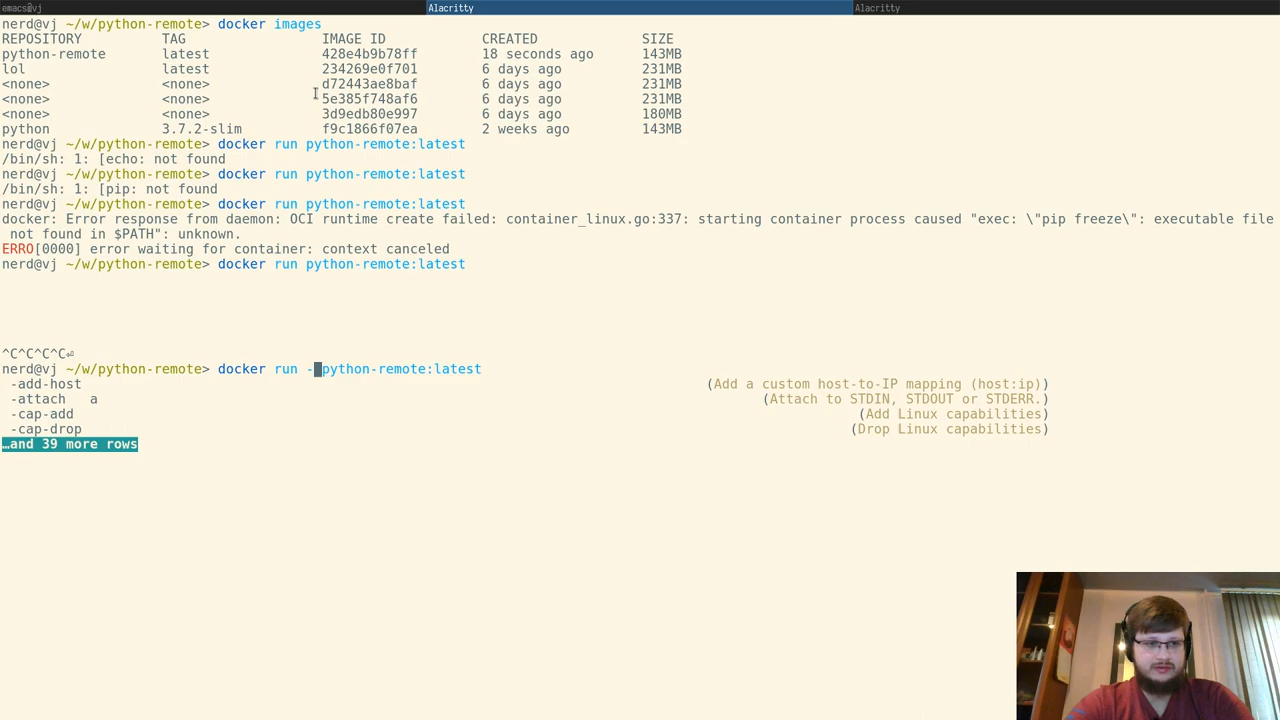 emacs@vj Alacritty Alacritty
nerd@vj ~/w/python-remote> docker images
REPOSITORY TAG IMAGE ID CREATED SIZE
python-remote latest 428e4b9b78ff 18 seconds ago 143MB
lol latest 234269e0f701 6 days ago 231MB
<none> <none> d72443ae8baf 6 days ago 231MB
<none> <none> 5e385f748af6 6 days ago 231MB
<none> <none> 3d9edb80e997 6 days ago 180MB
python 3.7.2-slim f9c1866f07ea 2 weeks ago 143MB
nerd@vj ~/w/python-remote> docker run python-remote:latest
/bin/sh: 1: [echo: not found
nerd@vj ~/w/python-remote> docker run python-remote:latest
/bin/sh: 1: [pip: not found
nerd@vj ~/w/python-remote> docker run python-remote:latest
docker: Error response from daemon: OCI runtime create failed: container_linux.go:337: starting container process caused "exec: \"pip freeze\": executable file
not found in $PATH": unknown.
ERRO[0000] error waiting for container: context canceled
nerd@vj ~/w/python-remote> docker run python-remote:latest
^C^C^C^C⏎
nerd@vj ~/w/python-remote> docker run - python-remote:latest
-add-host (Add a custom host-to-IP mapping (host:ip))
-attach a (Attach to STDIN, STDOUT or STDERR.)
-cap-add (Add Linux capabilities)
-cap-drop (Drop Linux capabilities)
…and 39 more rows